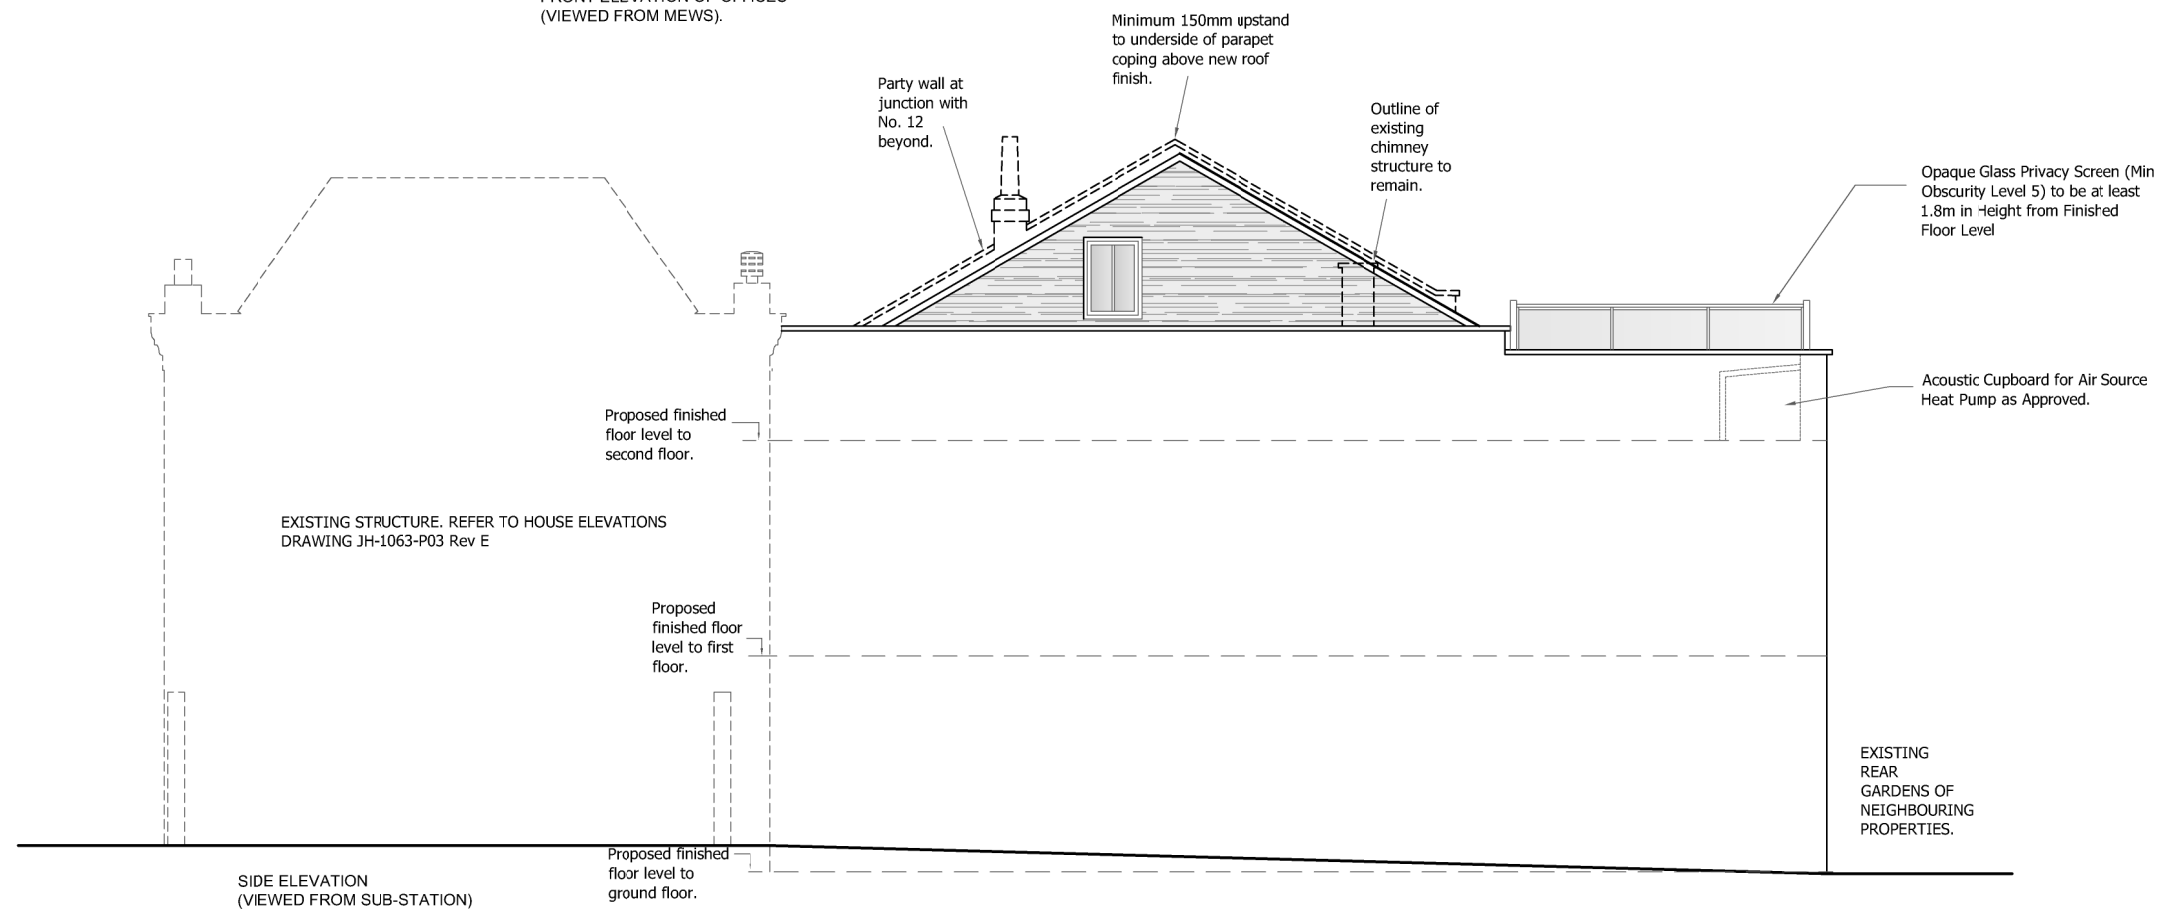 (VIEWED FROM MEWS).
Minimum 150mm upstand
to underside of parapet
coping above new roof
finish.
Party wall at
junction with
No. 12
beyond.
Outline of
existing
chimney
structure to
remain.
Opaque Glass Privacy Screen (Min
Obscurity Level 5) to be at least
1.8m in Height from Finished
Floor Level
Acoustic Cupboard for Air Source
Heat Pump as Approved.
Proposed finished
floor level to
second floor.
EXISTING STRUCTURE. REFER TO HOUSE ELEVATIONS
DRAWING JH-1063-P03 Rev E
Proposed
finished floor
level to first
floor.
EXISTING
REAR
GARDENS OF
NEIGHBOURING
PROPERTIES.
Proposed finished
floor level to
ground floor.
SIDE ELEVATION
(VIEWED FROM SUB-STATION)